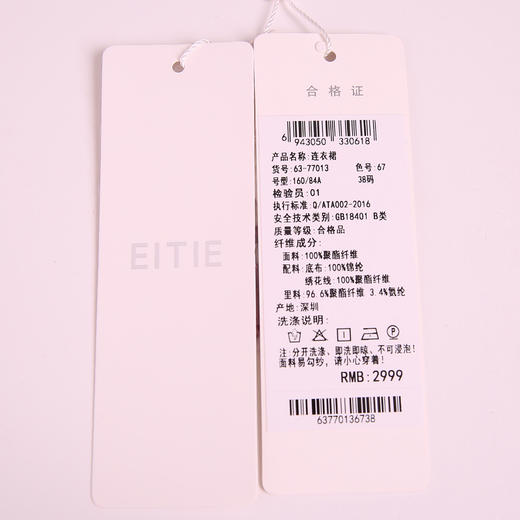 EITIE
合格证
6 943050 330618
产品名称:连衣裙
货号:63-77013 色号:67
号型:160/84A 38码
检验员:01
执行标准:Q/ATA002-2016
安全技术类别:GB18401 B类
质量等级:合格品
纤维成分:
面料:100%聚酯纤维
配料:底布:100%锦纶
绣花线:100%聚酯纤维
里料:96.6%聚酯纤维 3.4%氨纶
产地:深圳
洗涤说明:
注:分开洗涤、即洗即晾、不可浸泡!
面料易勾纱,请小心穿着!
RMB:2999
63770136738